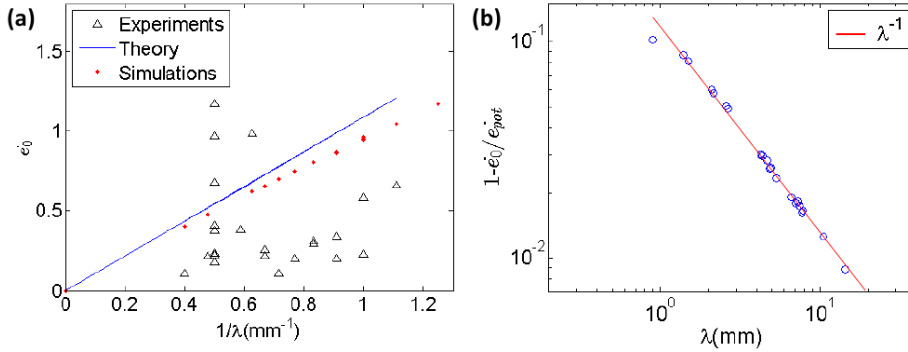 (a)
Experiments
Theory
Simulations
1.5
1
0.5
0
ė₀
0
0.2
0.4
0.6
0.8
1
1.2
1/λ(mm⁻¹)
(b)
λ⁻¹
10⁻¹
10⁻²
1-ė₀/ė_pot
10⁰
10¹
λ(mm)